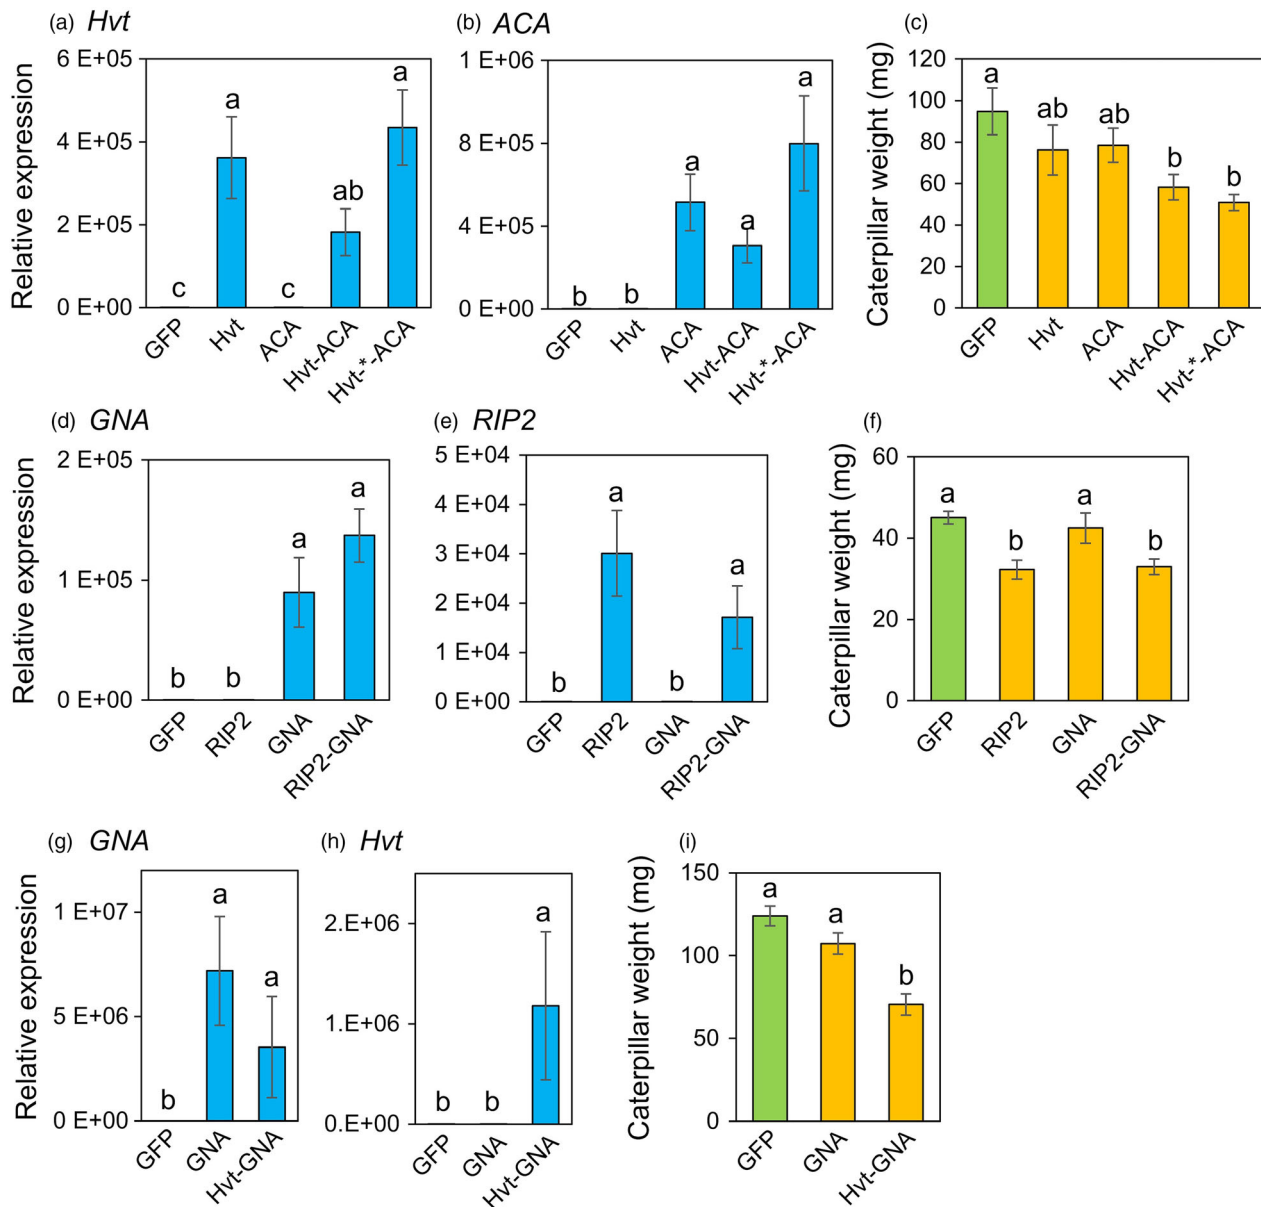 (a) Hvt
Relative expression
6 E+05
4 E+05
2 E+05
0 E+00
c
a
c
ab
a
GFP
Hvt
ACA
Hvt-ACA
Hvt-*-ACA
(b) ACA
1 E+06
8 E+05
4 E+05
0 E+00
b
b
a
a
a
GFP
Hvt
ACA
Hvt-ACA
Hvt-*-ACA
(c)
Caterpillar weight (mg)
120
100
80
60
40
20
0
a
ab
ab
b
b
GFP
Hvt
ACA
Hvt-ACA
Hvt-*-ACA
(d) GNA
Relative expression
2 E+05
1 E+05
0 E+00
b
b
a
a
GFP
RIP2
GNA
RIP2-GNA
(e) RIP2
5 E+04
4 E+04
3 E+04
2 E+04
1 E+04
0 E+00
b
a
b
a
GFP
RIP2
GNA
RIP2-GNA
(f)
Caterpillar weight (mg)
60
40
20
0
a
b
a
b
GFP
RIP2
GNA
RIP2-GNA
(g) GNA
Relative expression
1 E+07
5 E+06
0 E+00
b
a
a
GFP
GNA
Hvt-GNA
(h) Hvt
2.E+06
1.E+06
0.E+00
b
b
a
GFP
GNA
Hvt-GNA
(i)
Caterpillar weight (mg)
150
100
50
0
a
a
b
GFP
GNA
Hvt-GNA